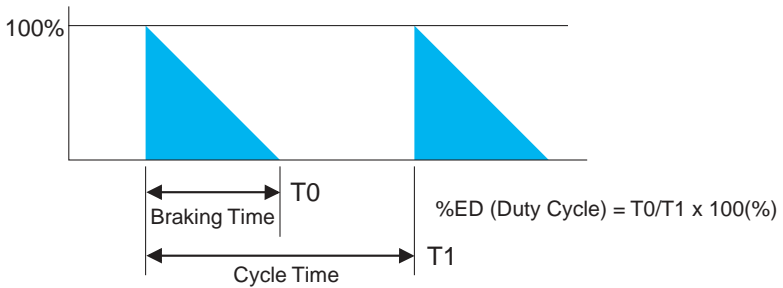 100%
T0
Braking Time
%ED (Duty Cycle) = T0/T1 x 100(%)
T1
Cycle Time